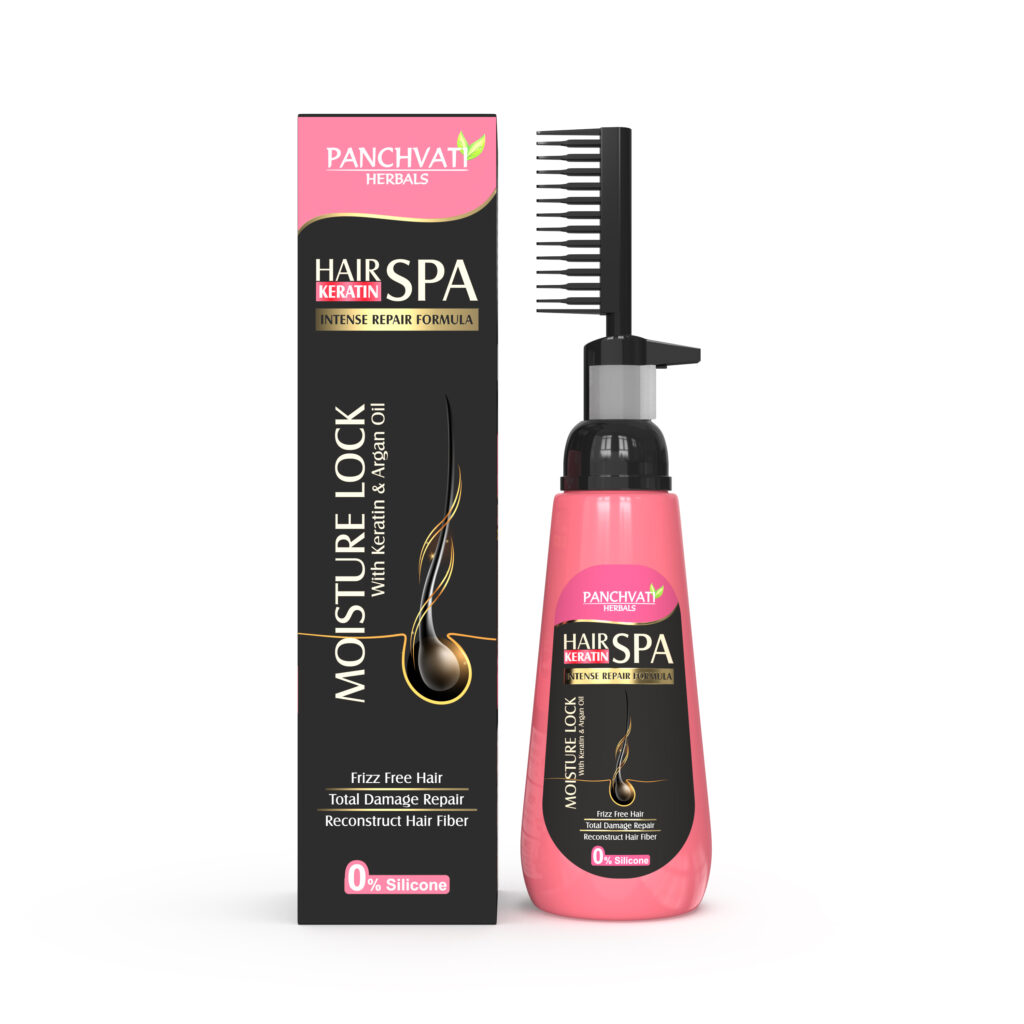 PANCHVATI
HERBALS
HAIR
KERATIN
SPA
INTENSE REPAIR FORMULA
MOISTURE LOCK
With Keratin & Argan Oil
Frizz Free Hair
Total Damage Repair
Reconstruct Hair Fiber
0% Silicone
PANCHVATI
HERBALS
HAIR
KERATIN
SPA
INTENSE REPAIR FORMULA
MOISTURE LOCK
With Keratin & Argan Oil
Frizz Free Hair
Total Damage Repair
Reconstruct Hair Fiber
0% Silicone